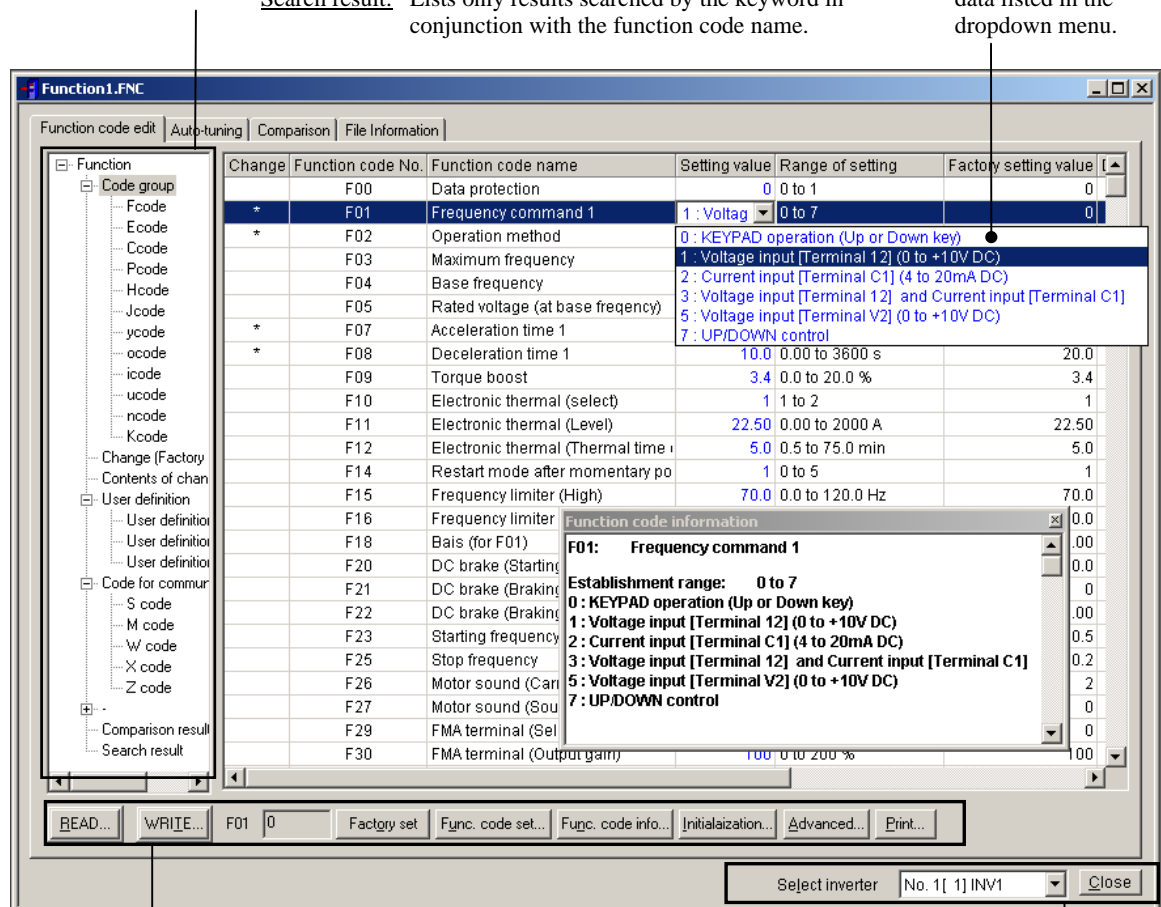 Search result: Lists only results searched by the keyword in
conjunction with the function code name.
data listed in the
dropdown menu.
Function1.FNC
Function code edit Auto-tuning Comparison File Information
Function
Code group
Fcode
Ecode
Ccode
Pcode
Hcode
Jcode
ycode
ocode
icode
ucode
ncode
Kcode
Change (Factory
Contents of chan
User definition
User definition
User definition
User definition
Code for commun
S code
M code
W code
X code
Z code
-
Comparison result
Search result
Change Function code No. Function code name Setting value Range of setting Factory setting value
F00 Data protection 0 0 to 1 0
* F01 Frequency command 1 1 : Voltag 0 to 7 0
* F02 Operation method
F03 Maximum frequency
F04 Base frequency
F05 Rated voltage (at base freqency)
* F07 Acceleration time 1
* F08 Deceleration time 1 10.0 0.00 to 3600 s 20.0
F09 Torque boost 3.4 0.0 to 20.0 % 3.4
F10 Electronic thermal (select) 1 1 to 2 1
F11 Electronic thermal (Level) 22.50 0.00 to 2000 A 22.50
F12 Electronic thermal (Thermal time 5.0 0.5 to 75.0 min 5.0
F14 Restart mode after momentary po 1 0 to 5 1
F15 Frequency limiter (High) 70.0 0.0 to 120.0 Hz 70.0
F16 Frequency limiter 0.0
F18 Bais (for F01) .00
F20 DC brake (Starting 0.0
F21 DC brake (Braking 0
F22 DC brake (Braking .00
F23 Starting frequency 0.5
F25 Stop frequency 0.2
F26 Motor sound (Carr 2
F27 Motor sound (Sou 0
F29 FMA terminal (Sel 0
F30 FMA terminal (Output gain) 100 0 to 200 % 100
0 : KEYPAD operation (Up or Down key)
1 : Voltage input [Terminal 12] (0 to +10V DC)
2 : Current input [Terminal C1] (4 to 20mA DC)
3 : Voltage input [Terminal 12] and Current input [Terminal C1]
5 : Voltage input [Terminal V2] (0 to +10V DC)
7 : UP/DOWN control
Function code information
F01: Frequency command 1
Establishment range: 0 to 7
0 : KEYPAD operation (Up or Down key)
1 : Voltage input [Terminal 12] (0 to +10V DC)
2 : Current input [Terminal C1] (4 to 20mA DC)
3 : Voltage input [Terminal 12] and Current input [Terminal C1]
5 : Voltage input [Terminal V2] (0 to +10V DC)
7 : UP/DOWN control
READ... WRITE... F01 0 Factory set Func. code set... Func. code info... Initialaization... Advanced... Print...
Select inverter No. 1[ 1] INV1 Close